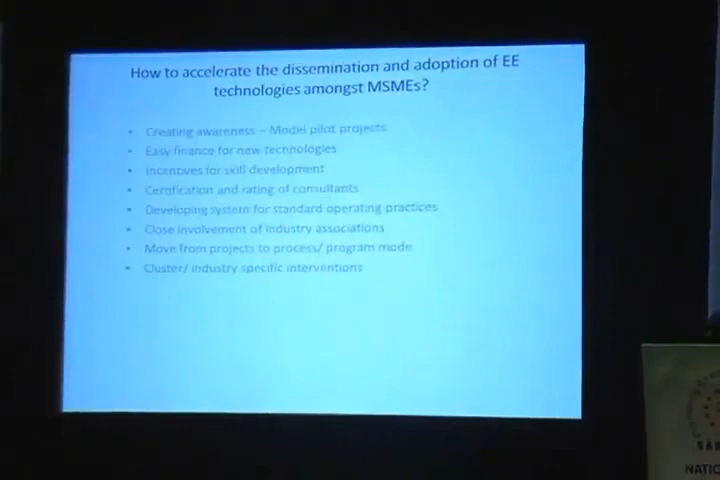 How to accelerate the dissemination and adoption of EE
technologies amongst MSMEs?
• Creating awareness – Model pilot projects
• Easy finance for new technologies
• Incentives for skill development
• Certification and rating of consultants
• Developing system for standard operating practices
• Close involvement of industry associations
• Move from projects to process/ program mode
• Cluster/ industry specific interventions